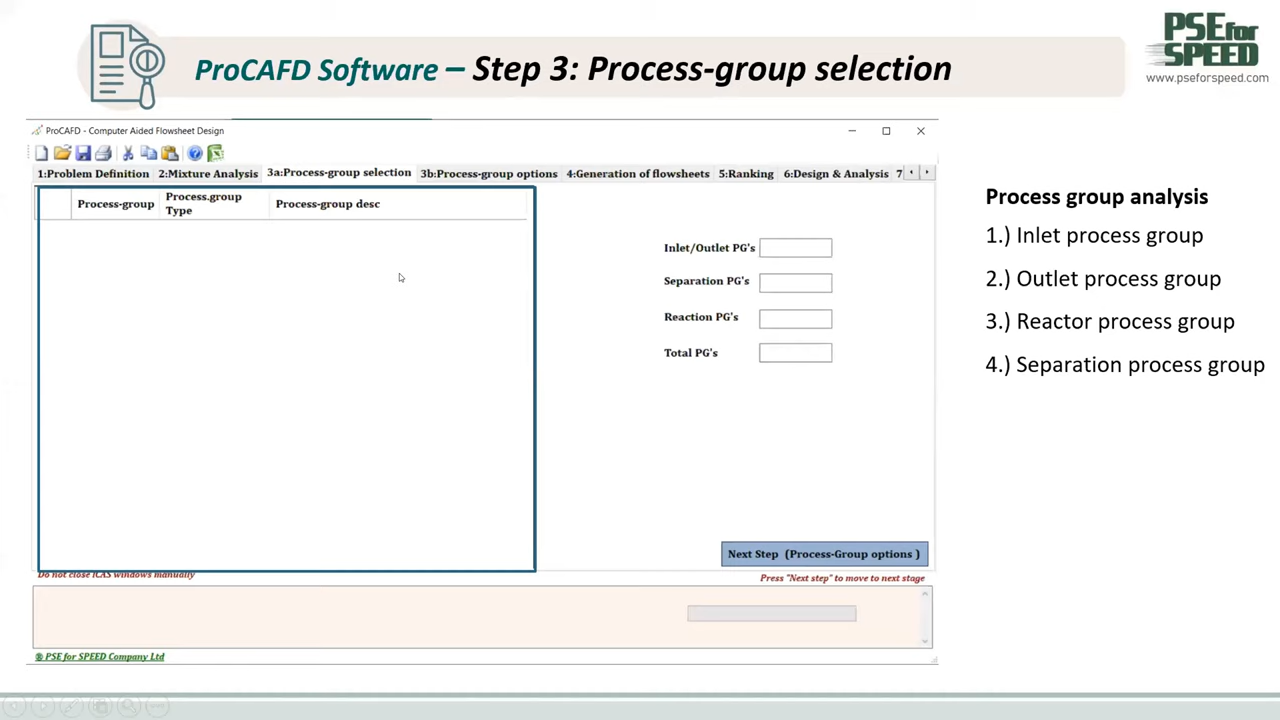 ProCAFD Software – Step 3: Process-group selection
PSE for
SPEED
www.pseforspeed.com
ProCAFD - Computer Aided Flowsheet Design
1:Problem Definition 2:Mixture Analysis 3a:Process-group selection 3b:Process-group options 4:Generation of flowsheets 5:Ranking 6:Design & Analysis 7
Process-group
Process.group
Type
Process-group desc
Inlet/Outlet PG's
Separation PG's
Reaction PG's
Total PG's
Next Step (Process-Group options )
Do not close ICAS windows manually
Press "Next step" to move to next stage
® PSE for SPEED Company Ltd
Process group analysis
1.) Inlet process group
2.) Outlet process group
3.) Reactor process group
4.) Separation process group